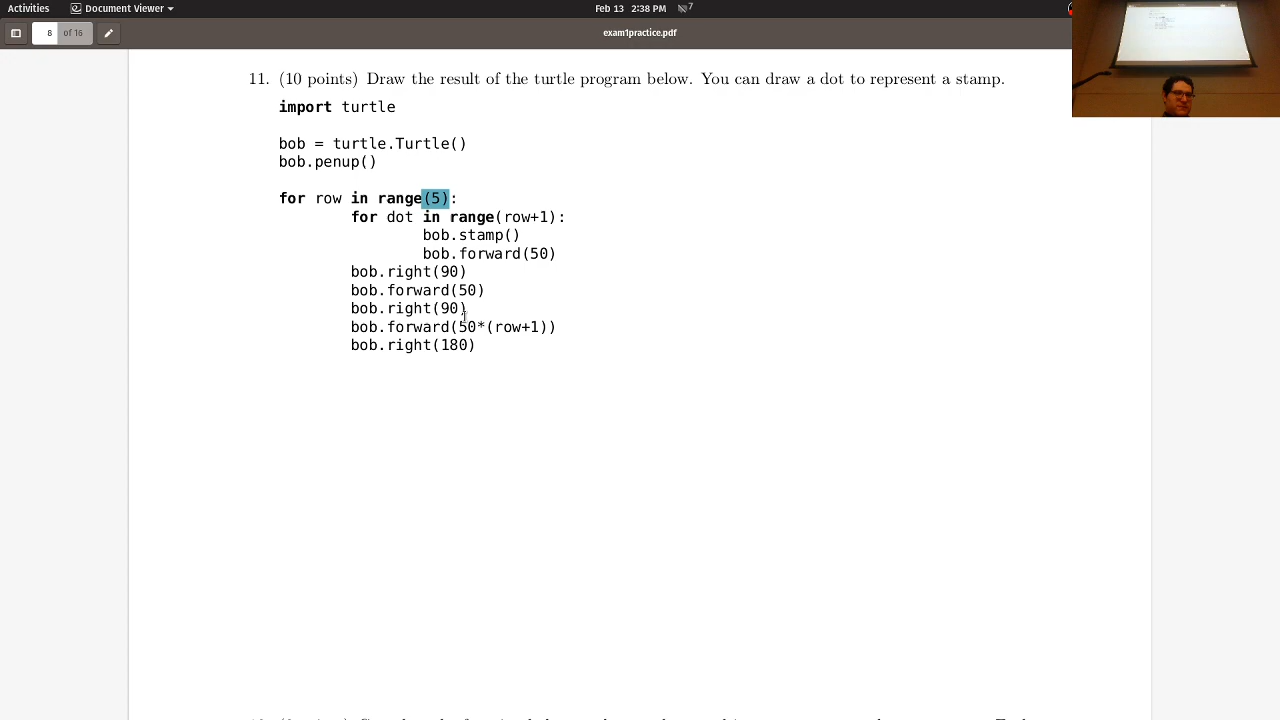 Activities Document Viewer Feb 13 2:38 PM 7
8 of 16 exam1practice.pdf
11. (10 points) Draw the result of the turtle program below. You can draw a dot to represent a stamp.
import turtle
bob = turtle.Turtle()
bob.penup()
for row in range(5):
for dot in range(row+1):
bob.stamp()
bob.forward(50)
bob.right(90)
bob.forward(50)
bob.right(90)
bob.forward(50*(row+1))
bob.right(180)